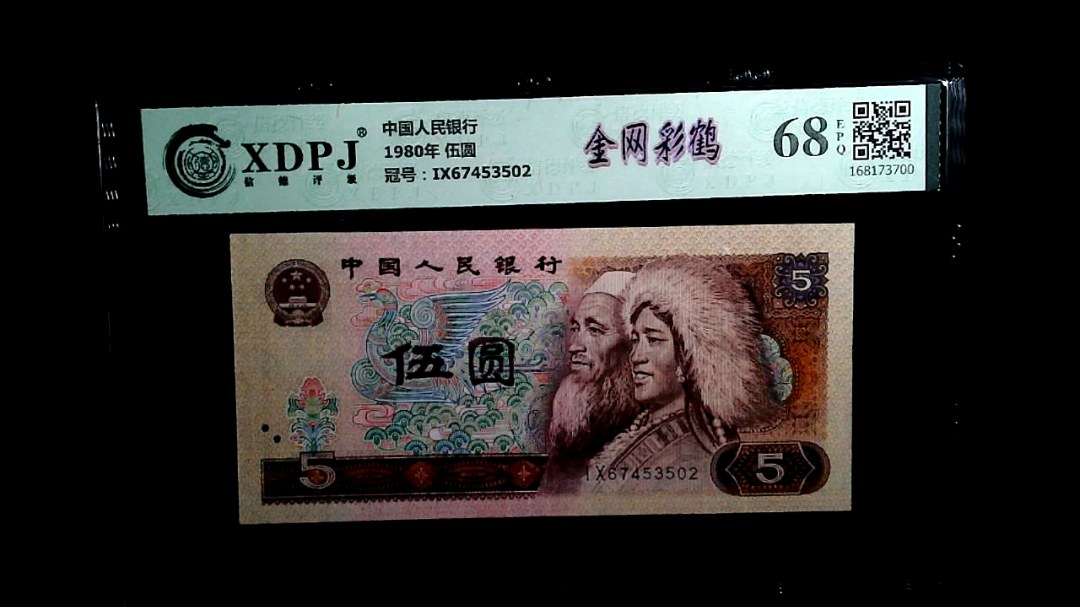 XDPJ®
信德评级
中国人民银行
1980年 伍圆
冠号：IX67453502
金网彩鹤
68
EPQ
168173700
中国人民银行
5
伍圆
5
IX67453502
5